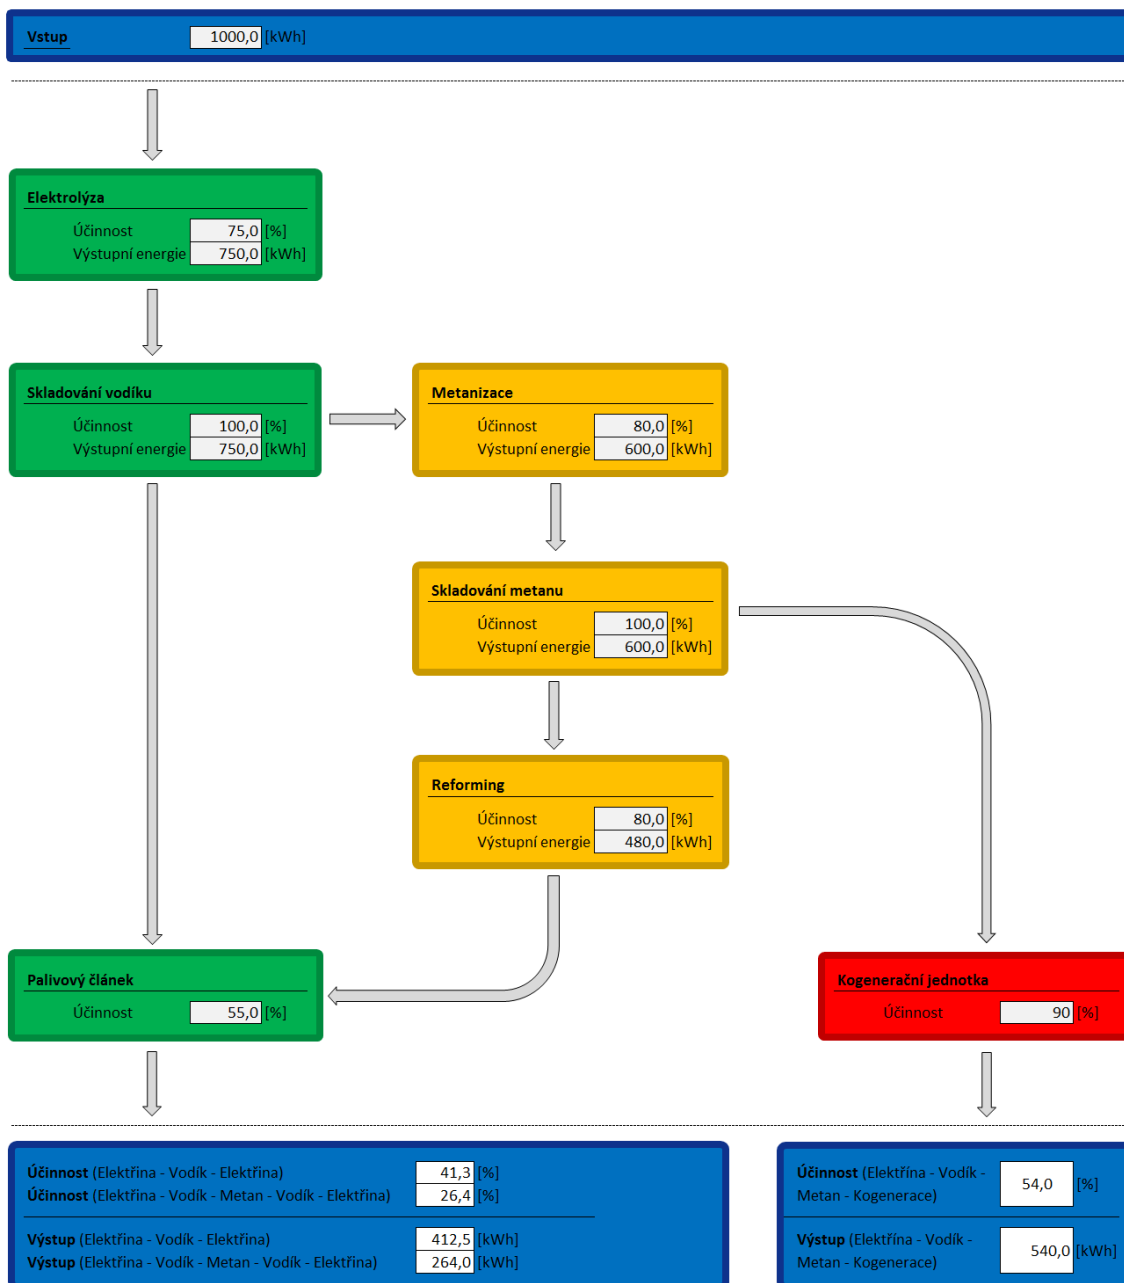 Vstup 1000,0 [kWh]
Elektrolýza
Účinnost 75,0 [%]
Výstupní energie 750,0 [kWh]
Skladování vodíku
Účinnost 100,0 [%]
Výstupní energie 750,0 [kWh]
Metanizace
Účinnost 80,0 [%]
Výstupní energie 600,0 [kWh]
Skladování metanu
Účinnost 100,0 [%]
Výstupní energie 600,0 [kWh]
Reforming
Účinnost 80,0 [%]
Výstupní energie 480,0 [kWh]
Palivový článek
Účinnost 55,0 [%]
Kogenerační jednotka
Účinnost 90 [%]
Účinnost (Elektřina - Vodík - Elektřina) 41,3 [%]
Účinnost (Elektřina - Vodík - Metan - Vodík - Elektřina) 26,4 [%]
Výstup (Elektřina - Vodík - Elektřina) 412,5 [kWh]
Výstup (Elektřina - Vodík - Metan - Vodík - Elektřina) 264,0 [kWh]
Účinnost (Elektřína - Vodík -
Metan - Kogenerace) 54,0 [%]
Výstup (Elektřína - Vodík -
Metan - Kogenerace) 540,0 [kWh]